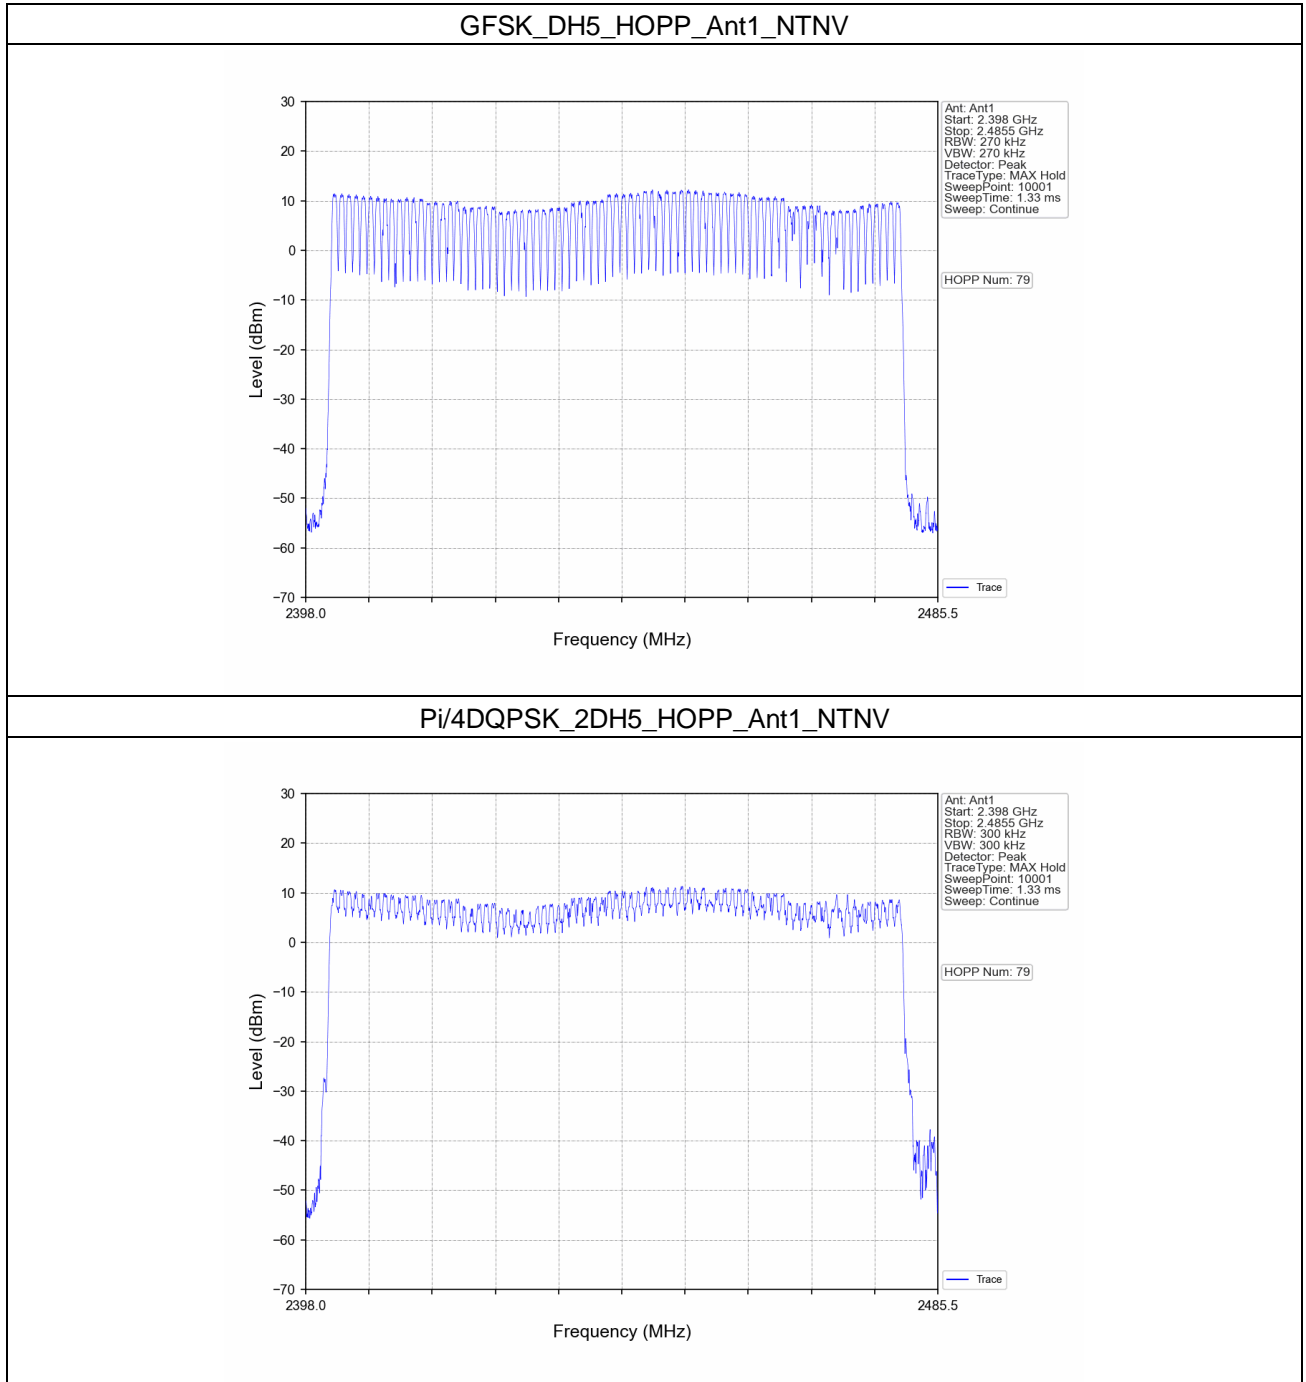 GFSK_DH5_HOPP_Ant1_NTNV
30
20
10
0
−10
−20
−30
−40
−50
−60
−70
Level (dBm)
2398.0
2485.5
Frequency (MHz)
Ant: Ant1
Start: 2.398 GHz
Stop: 2.4855 GHz
RBW: 270 kHz
VBW: 270 kHz
Detector: Peak
TraceType: MAX Hold
SweepPoint: 10001
SweepTime: 1.33 ms
Sweep: Continue
HOPP Num: 79
Trace
Pi/4DQPSK_2DH5_HOPP_Ant1_NTNV
30
20
10
0
−10
−20
−30
−40
−50
−60
−70
Level (dBm)
2398.0
2485.5
Frequency (MHz)
Ant: Ant1
Start: 2.398 GHz
Stop: 2.4855 GHz
RBW: 300 kHz
VBW: 300 kHz
Detector: Peak
TraceType: MAX Hold
SweepPoint: 10001
SweepTime: 1.33 ms
Sweep: Continue
HOPP Num: 79
Trace